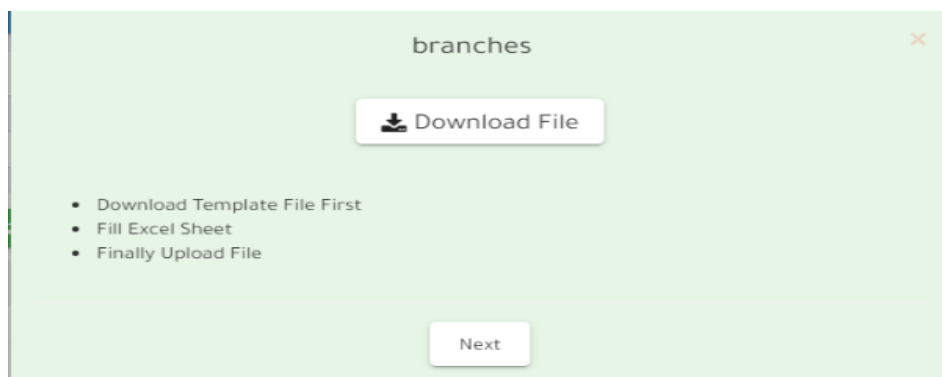 branches
Download File
Download Template File First
Fill Excel Sheet
Finally Upload File
Next